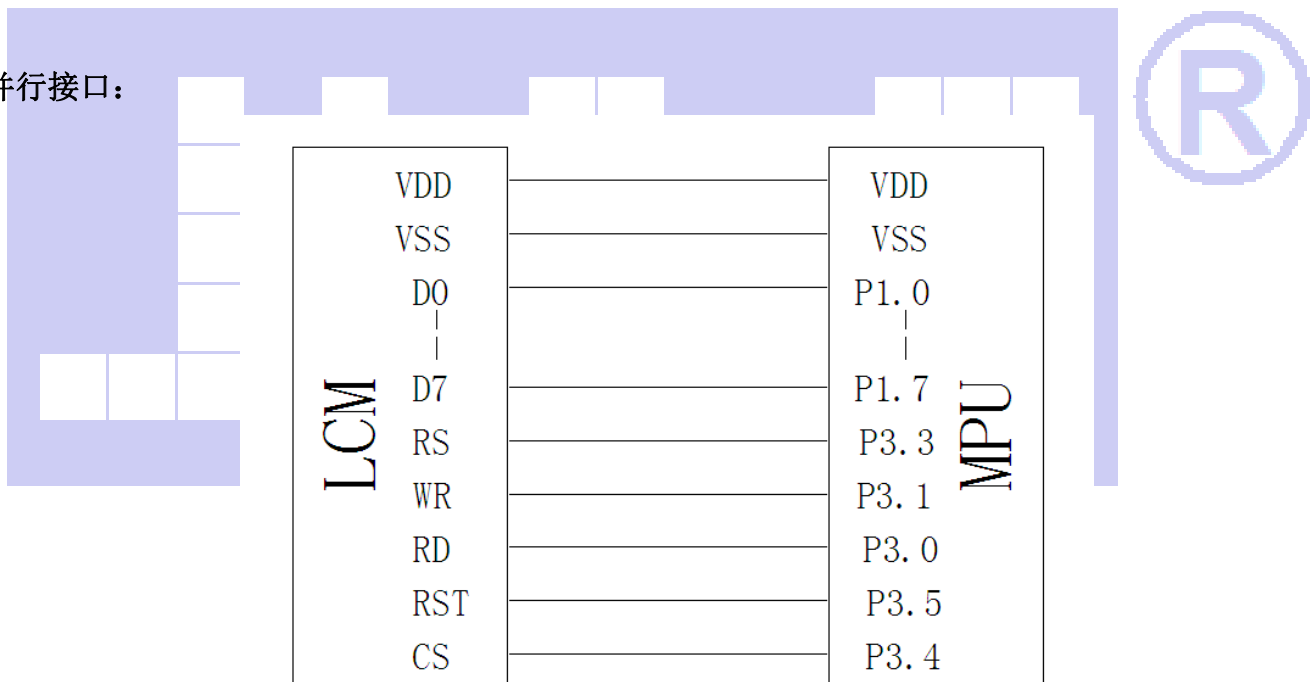 并行接口：
®
VDD VDD
VSS VSS
D0 P1.0
D7 P1.7
RS P3.3
WR P3.1
RD P3.0
RST P3.5
CS P3.4
LCM
MPU